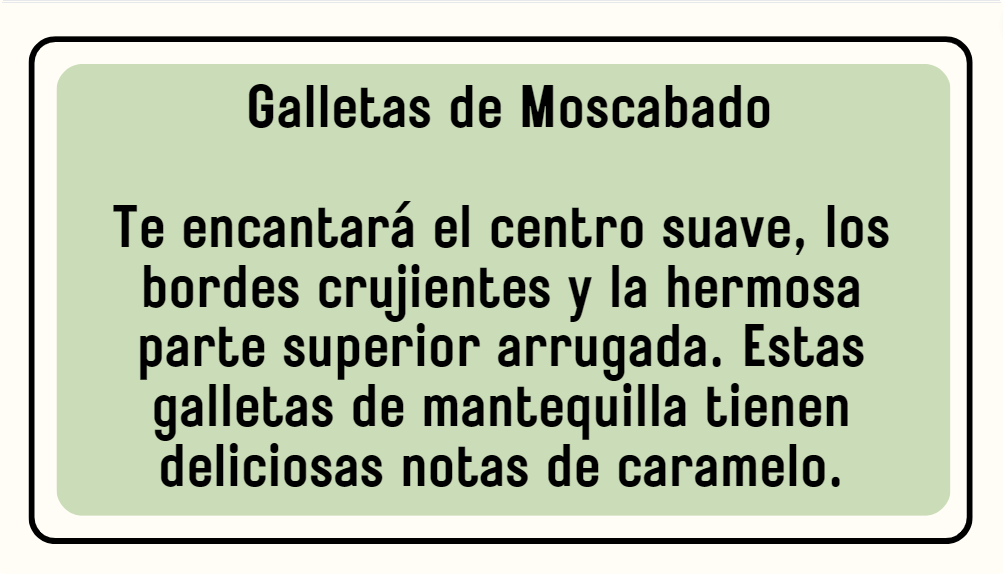 Galletas de Moscabado
Te encantará el centro suave, los
bordes crujientes y la hermosa
parte superior arrugada. Estas
galletas de mantequilla tienen
deliciosas notas de caramelo.